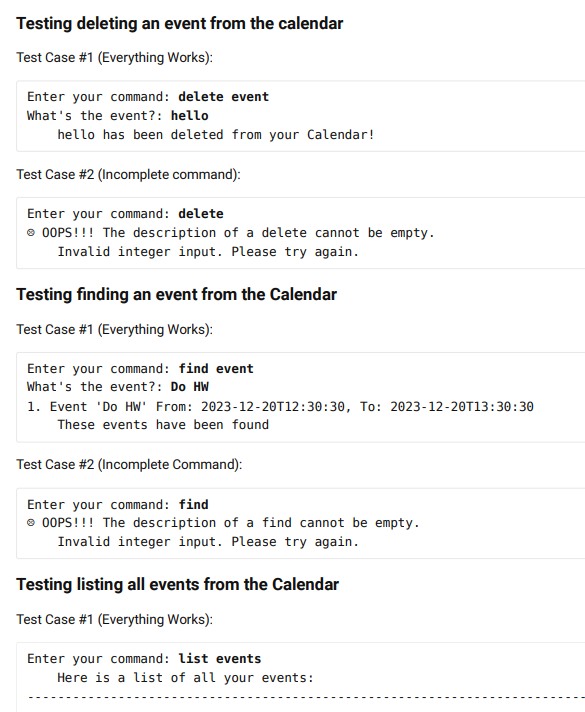 Testing deleting an event from the calendar
Test Case #1 (Everything Works):
Enter your command: delete event
What's the event?: hello
hello has been deleted from your Calendar!
Test Case #2 (Incomplete command):
Enter your command: delete
☹ OOPS!!! The description of a delete cannot be empty.
Invalid integer input. Please try again.
Testing finding an event from the Calendar
Test Case #1 (Everything Works):
Enter your command: find event
What's the event?: Do HW
1. Event 'Do HW' From: 2023-12-20T12:30:30, To: 2023-12-20T13:30:30
These events have been found
Test Case #2 (Incomplete Command):
Enter your command: find
☹ OOPS!!! The description of a find cannot be empty.
Invalid integer input. Please try again.
Testing listing all events from the Calendar
Test Case #1 (Everything Works):
Enter your command: list events
Here is a list of all your events:
--------------------------------------------------------------------------